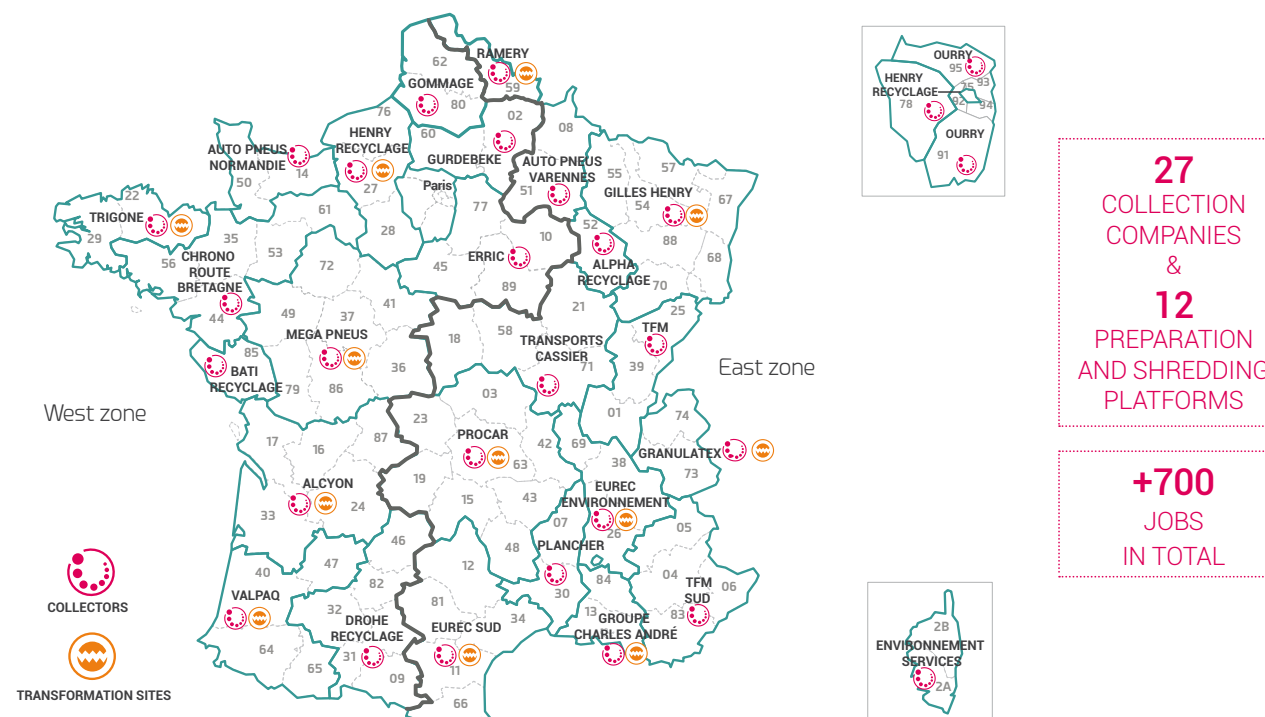 RAMERY
62
59
GOMMAGE
80
76
02
08
60
HENRY
RECYCLAGE
GURDEBEKE
AUTO PNEUS
NORMANDIE
14
50
AUTO PNEUS
VARENNES
51
55
57
GILLES HENRY
54
67
27
Paris
77
22
TRIGONE
29
61
28
52
88
35
53
10
56
CHRONO
ROUTE
BRETAGNE
72
45
ERRIC
ALPHA
RECYCLAGE
68
89
70
44
49
41
21
25
37
MEGA PNEUS
18
58
TRANSPORTS
CASSIER
TFM
85
BATI
RECYCLAGE
36
71
39
79
86
East zone
West zone
03
23
01
74
17
16
87
PROCAR
42
69
63
38
GRANULATEX
73
19
ALCYON
24
33
15
43
EUREC
ENVIRONNEMENT
07
26
05
46
48
PLANCHER
47
12
40
82
84
04
06
VALPAQ
32
81
30
TFM
SUD
13
83
34
DROHE
RECYCLAGE
31
EUREC SUD
GROUPE
CHARLES ANDRÉ
64
65
09
11
66
COLLECTORS
TRANSFORMATION SITES
OURRY
95
93
HENRY
RECYCLAGE
75
78
92
94
OURRY
91
2B
ENVIRONNEMENT
SERVICES
2A
27
COLLECTION
COMPANIES
&
12
PREPARATION
AND SHREDDING
PLATFORMS
+700
JOBS
IN TOTAL